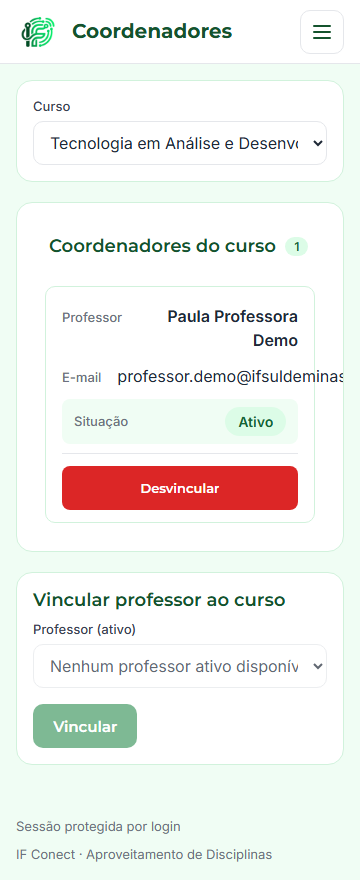 Coordenadores
Curso
Tecnologia em Análise e Desenvo
Coordenadores do curso 1
Professor Paula Professora
Demo
E-mail professor.demo@ifsuldeminas
Situação Ativo
Desvincular
Vincular professor ao curso
Professor (ativo)
Nenhum professor ativo disponív
Vincular
Sessão protegida por login
IF Conect · Aproveitamento de Disciplinas